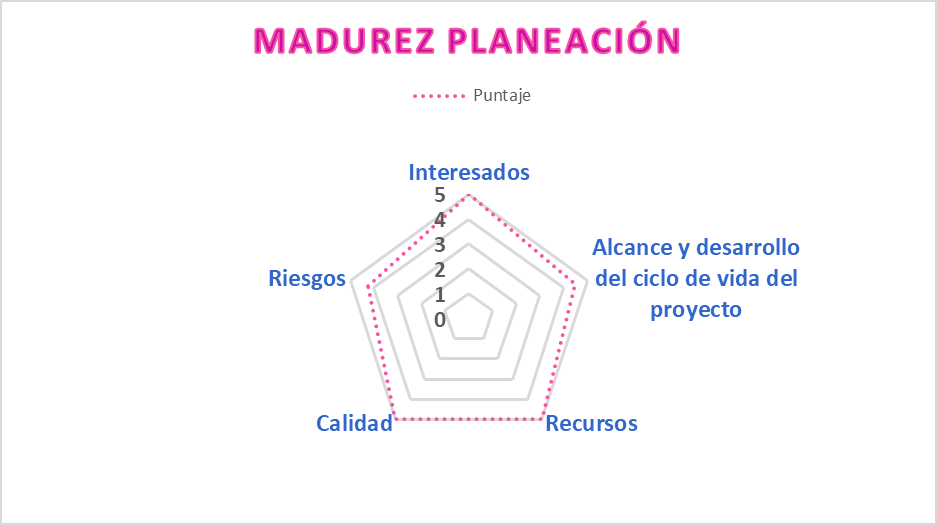 MADUREZ PLANEACIÓN
Puntaje
Interesados
5
4
3
2
1
0
Alcance y desarrollo
del ciclo de vida del
proyecto
Riesgos
Calidad
Recursos